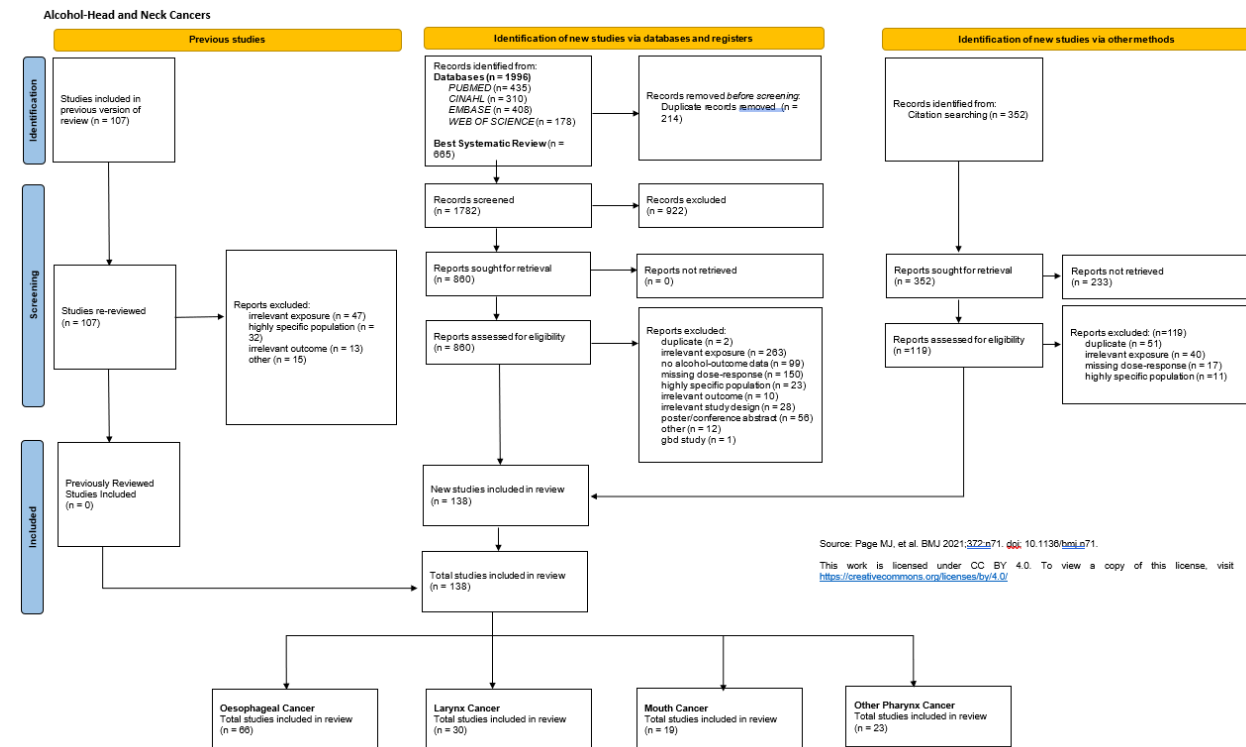 Alcohol-Head and Neck Cancers
Previous studies
Identification of new studies via databases and registers
Identification of new studies via other methods
Identification
Studies included in
previous version of
review (n = 107)
Records identified from:
Databases (n = 1996)
PUBMED (n= 435)
CINAHL (n = 310)
EMBASE (n = 408)
WEB OF SCIENCE (n = 178)
Best Systematic Review (n =
665)
Records removed before screening:
Duplicate records removed (n =
214)
Records identified from:
Citation searching (n = 352)
Screening
Records screened
(n = 1782)
Records excluded
(n = 922)
Studies re-reviewed
(n = 107)
Reports excluded:
irrelevant exposure (n = 47)
highly specific population (n =
32)
irrelevant outcome (n = 13)
other (n = 15)
Reports sought for retrieval
(n = 860)
Reports not retrieved
(n = 0)
Reports sought for retrieval
(n = 352)
Reports not retrieved
(n = 233)
Reports assessed for eligibility
(n = 860)
Reports excluded:
duplicate (n = 2)
irrelevant exposure (n = 263)
no alcohol-outcome data (n = 99)
missing dose-response (n = 150)
highly specific population (n = 23)
irrelevant outcome (n = 10)
irrelevant study design (n = 28)
poster/conference abstract (n = 56)
other (n = 12)
gbd study (n = 1)
Reports assessed for eligibility
(n =119)
Reports excluded: (n=119)
duplicate (n = 51)
irrelevant exposure (n = 40)
missing dose-response (n = 17)
highly specific population (n =11)
Included
Previously Reviewed
Studies Included
(n = 0)
New studies included in review
(n = 138)
Total studies included in review
(n = 138)
Source: Page MJ, et al. BMJ 2021;372:n71. doi: 10.1136/bmj.n71.
This work is licensed under CC BY 4.0. To view a copy of this license, visit
https://creativecommons.org/licenses/by/4.0/
Oesophageal Cancer
Total studies included in review
(n = 66)
Larynx Cancer
Total studies included in review
(n = 30)
Mouth Cancer
Total studies included in review
(n = 19)
Other Pharynx Cancer
Total studies included in review
(n = 23)